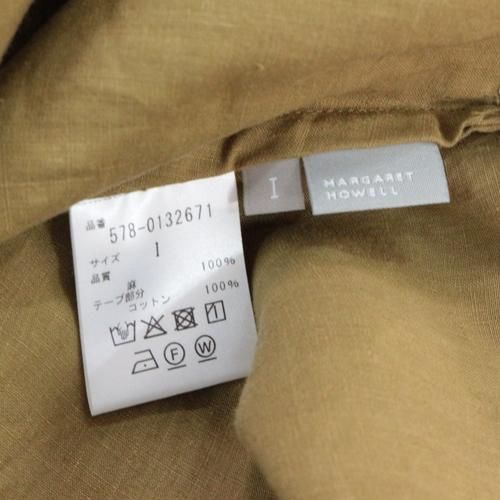 品番 578-0132671
サイズ I
品質
麻 100%
テープ部分
コットン 100%
F W
I
MARGARET
HOWELL